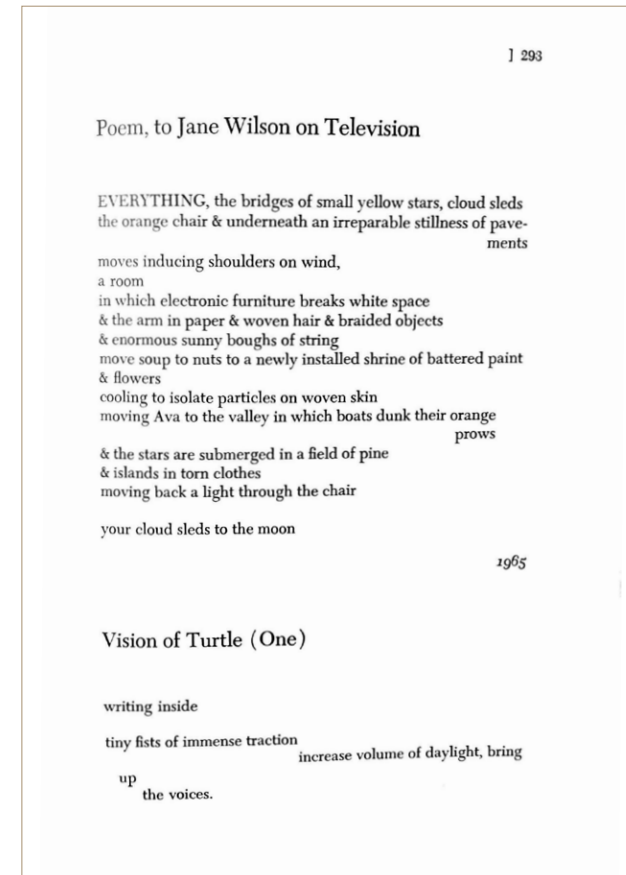 ] 293
Poem, to Jane Wilson on Television
EVERYTHING, the bridges of small yellow stars, cloud sleds
the orange chair & underneath an irreparable stillness of pave-
ments
moves inducing shoulders on wind,
a room
in which electronic furniture breaks white space
& the arm in paper & woven hair & braided objects
& enormous sunny boughs of string
move soup to nuts to a newly installed shrine of battered paint
& flowers
cooling to isolate particles on woven skin
moving Ava to the valley in which boats dunk their orange
prows
& the stars are submerged in a field of pine
& islands in torn clothes
moving back a light through the chair
your cloud sleds to the moon
1965
Vision of Turtle (One)
writing inside
tiny fists of immense traction
increase volume of daylight, bring
up
the voices.